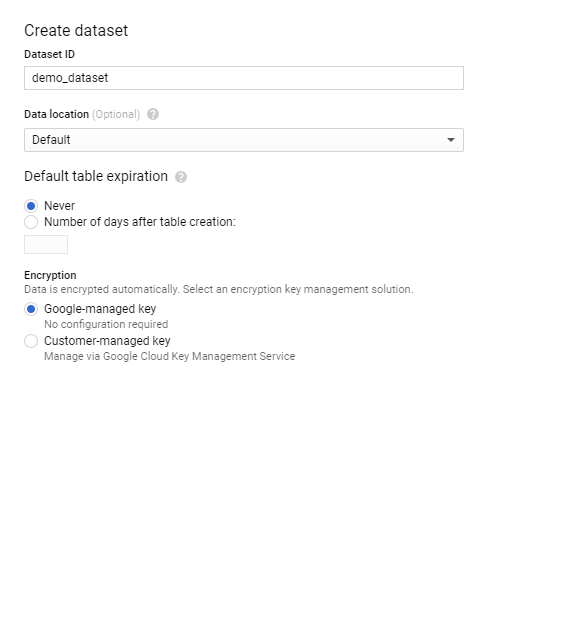 Create dataset
Dataset ID
demo_dataset
Data location (Optional) ?
Default
Default table expiration ?
Never
Number of days after table creation:
Encryption
Data is encrypted automatically. Select an encryption key management solution.
Google-managed key
No configuration required
Customer-managed key
Manage via Google Cloud Key Management Service